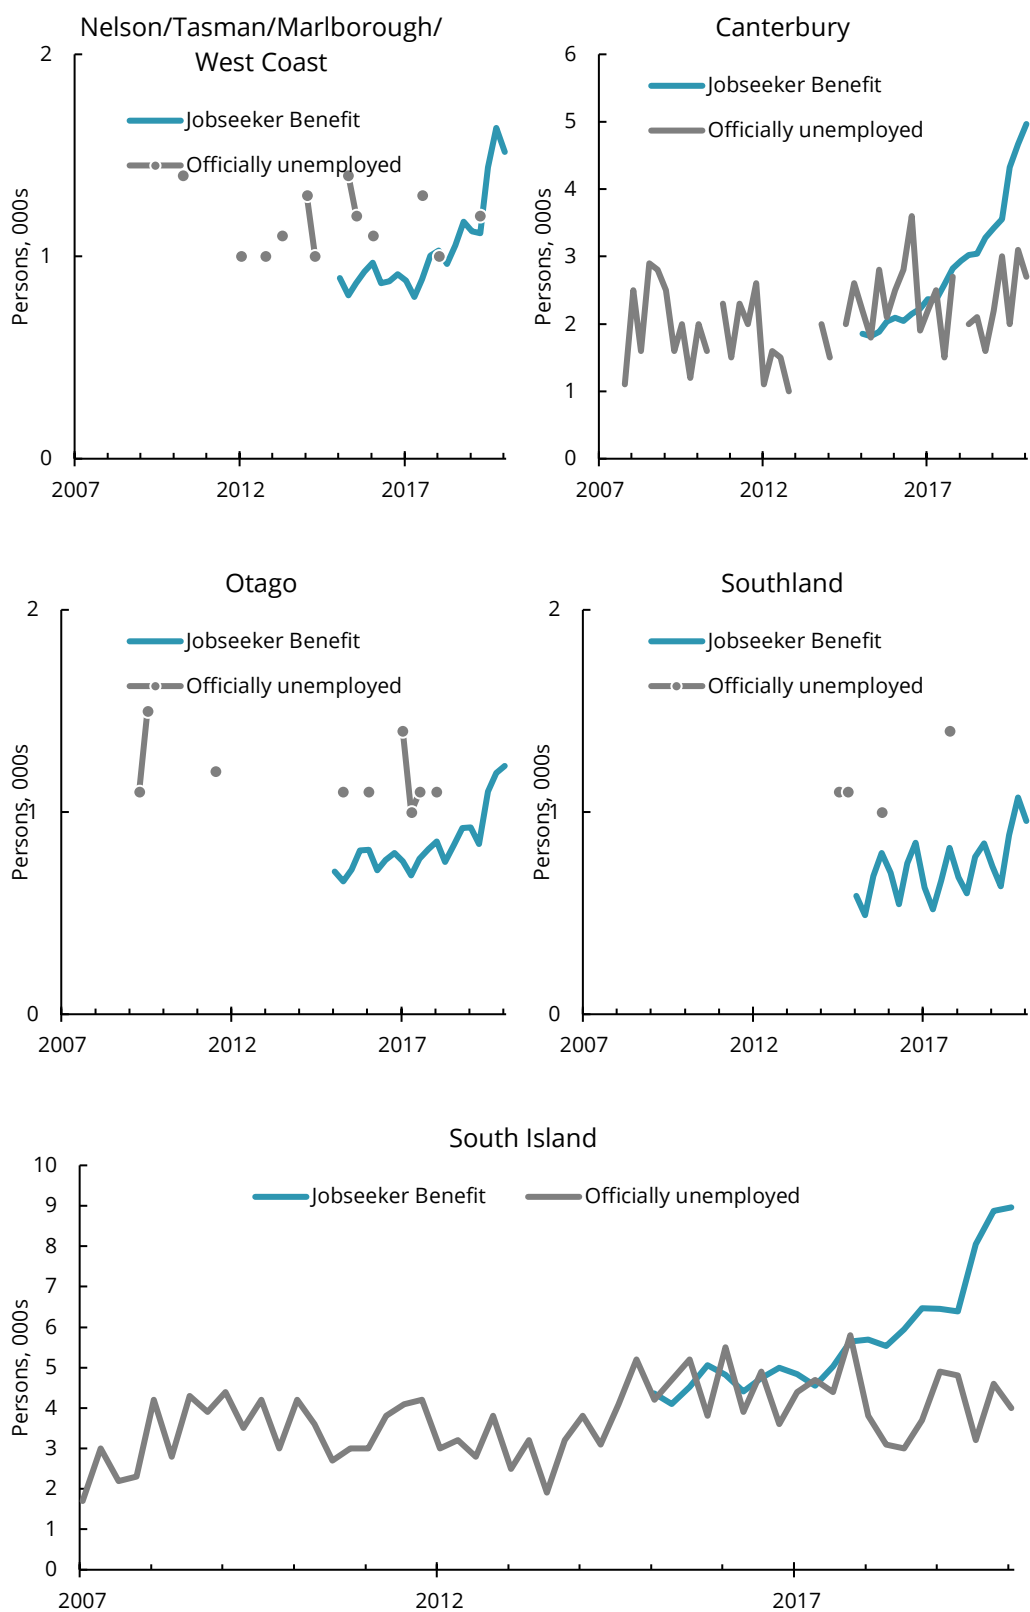 Nelson/Tasman/Marlborough/
West Coast
2
1
0
Persons, 000s
Jobseeker Benefit
Officially unemployed
2007
2012
2017
Canterbury
6
5
4
3
2
1
0
Persons, 000s
Jobseeker Benefit
Officially unemployed
2007
2012
2017
Otago
2
1
0
Persons, 000s
Jobseeker Benefit
Officially unemployed
2007
2012
2017
Southland
2
1
0
Persons, 000s
Jobseeker Benefit
Officially unemployed
2007
2012
2017
South Island
10
9
8
7
6
5
4
3
2
1
0
Persons, 000s
Jobseeker Benefit
Officially unemployed
2007
2012
2017